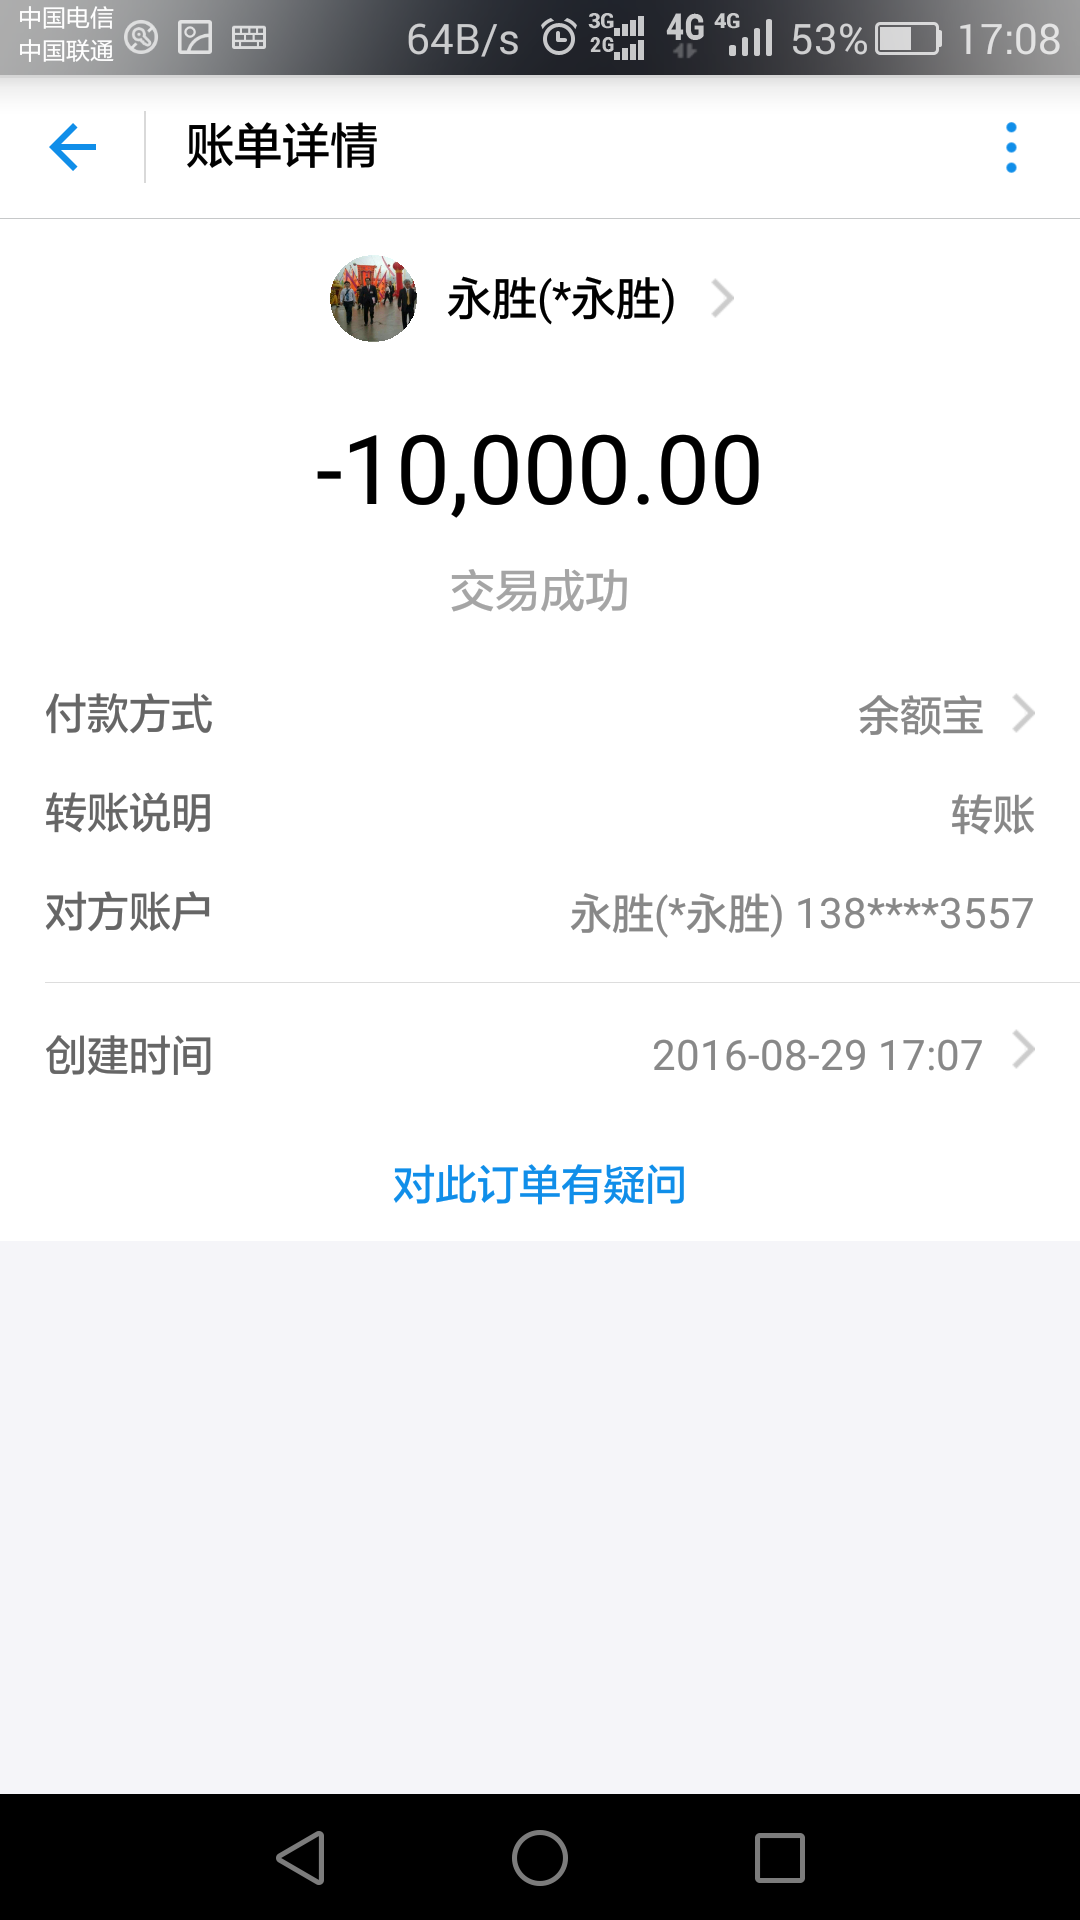 中国电信
中国联通
64B/s 3G 2G 4G 4G 53% 17:08
账单详情
永胜(*永胜)
-10,000.00
交易成功
付款方式 余额宝
转账说明 转账
对方账户 永胜(*永胜) 138****3557
创建时间 2016-08-29 17:07
对此订单有疑问